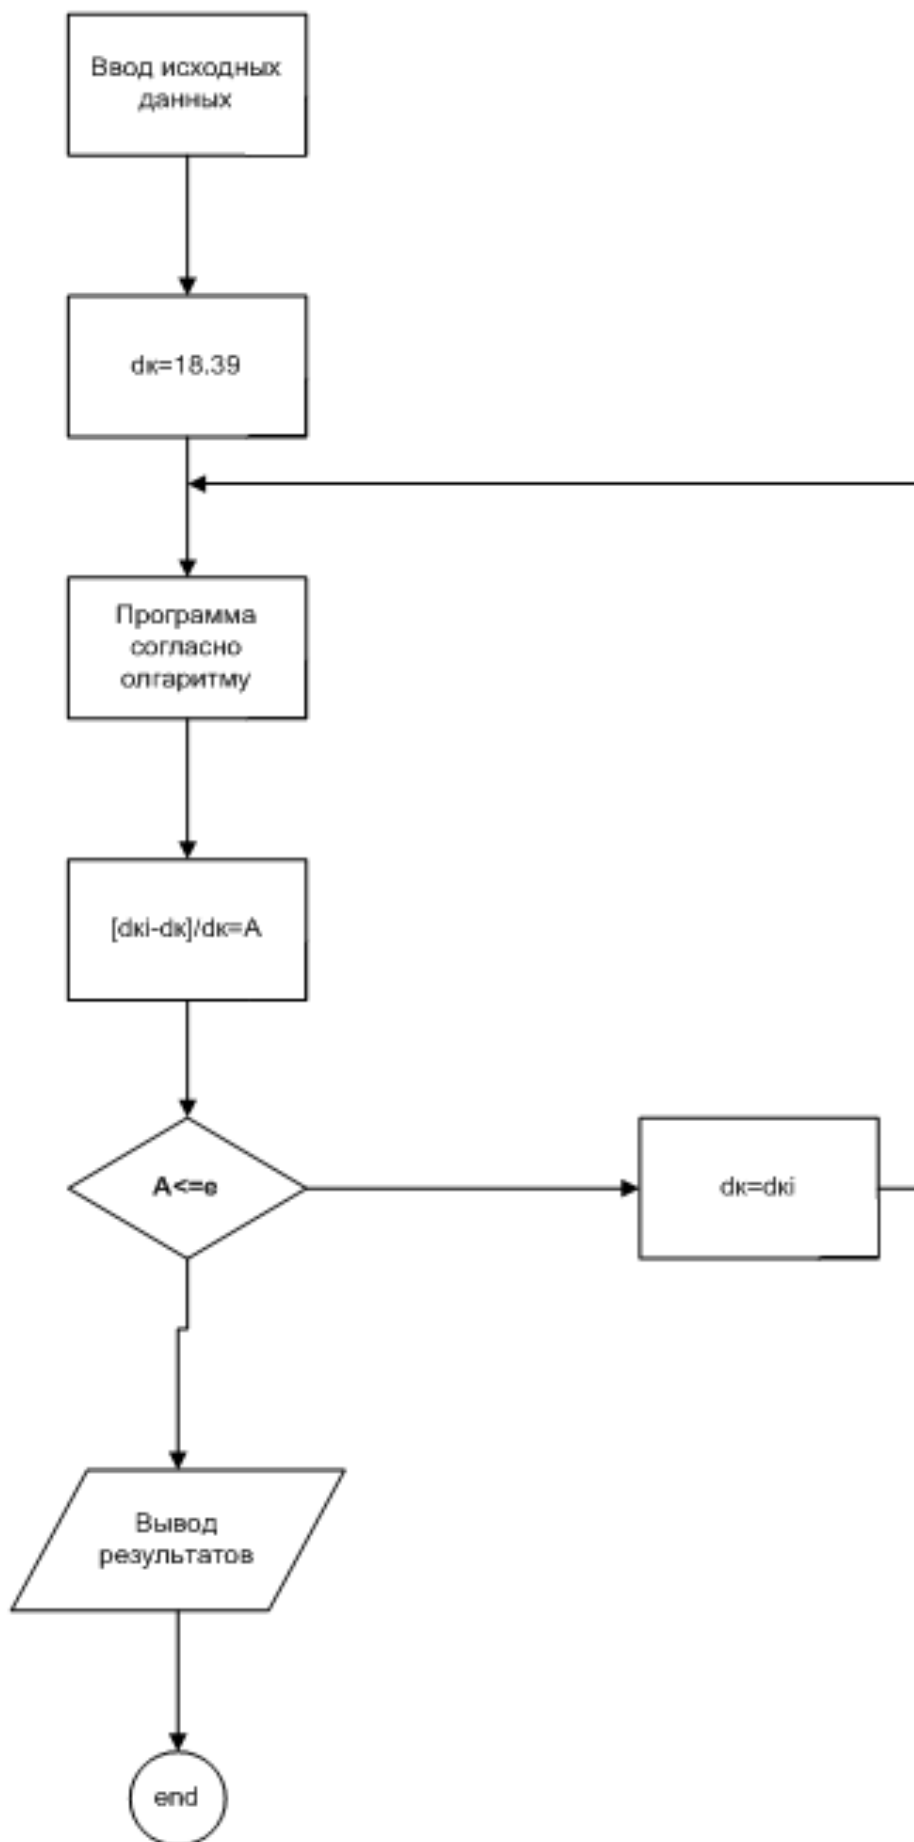 Ввод исходных
данных
dк=18.39
Программа
согласно
олгаритму
[dкi-dк]/dк=A
A<=e
dк=dкi
Вывод
результатов
end